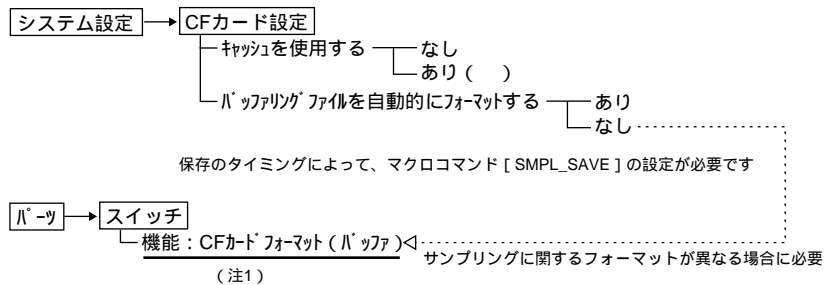 システム設定 CFカード設定
ｷｬｯｼｭを使用する なし
あり (   )
ﾊﾞｯﾌｧﾘﾝｸﾞﾌｧｲﾙを自動的にﾌｫｰﾏｯﾄする あり
なし
保存のタイミングによって、マクロコマンド [ SMPL_SAVE ] の設定が必要です
ﾊﾟｰﾂ スイッチ
機能：CFｶｰﾄﾞﾌｫｰﾏｯﾄ (ﾊﾞｯﾌｧ)
サンプリングに関するフォーマットが異なる場合に必要
(注1)